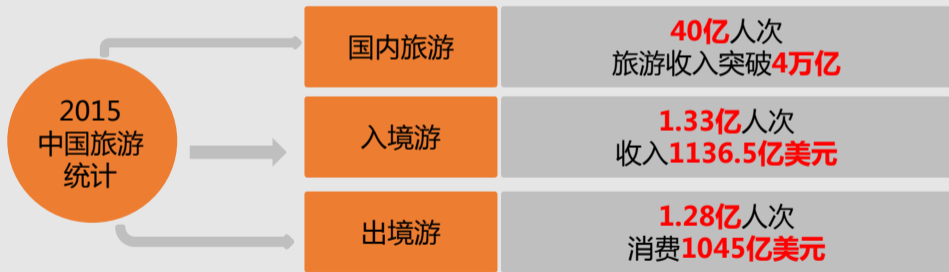 2015
中国旅游
统计
国内旅游
40亿人次
旅游收入突破4万亿
入境游
1.33亿人次
收入1136.5亿美元
出境游
1.28亿人次
消费1045亿美元